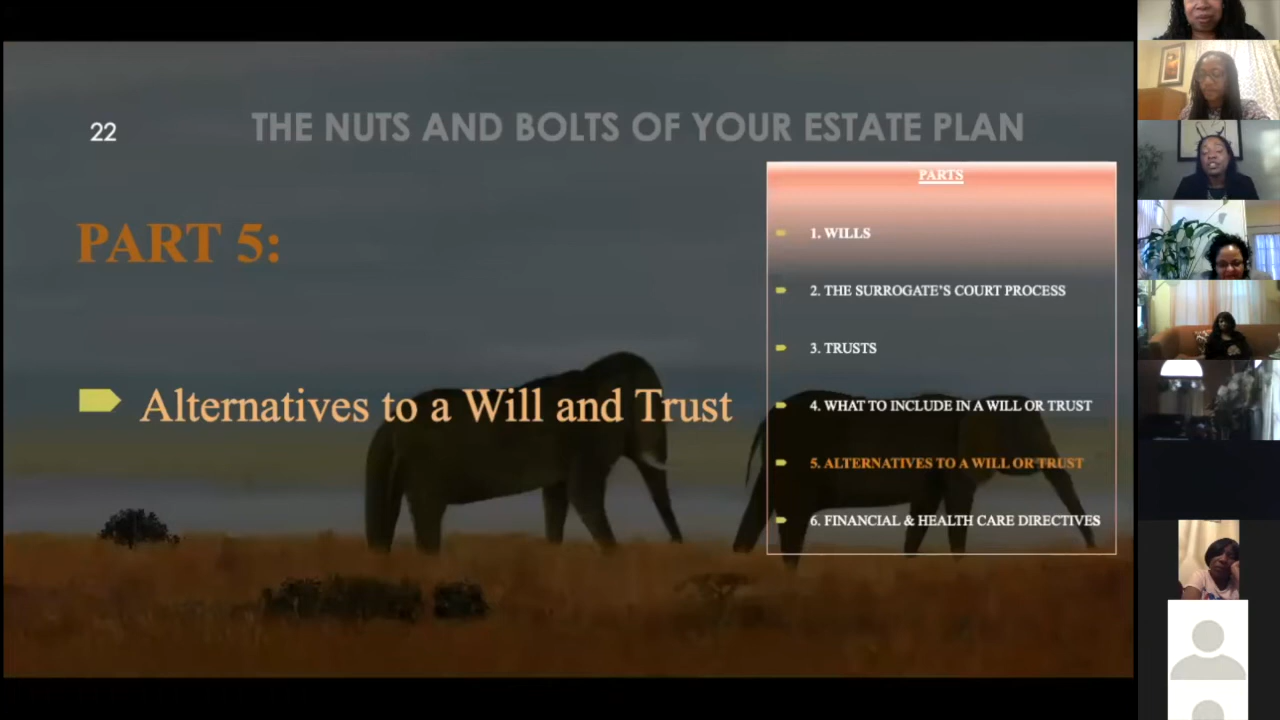 22
THE NUTS AND BOLTS OF YOUR ESTATE PLAN
PART 5:
Alternatives to a Will and Trust
PARTS
1. WILLS
2. THE SURROGATE'S COURT PROCESS
3. TRUSTS
4. WHAT TO INCLUDE IN A WILL OR TRUST
5. ALTERNATIVES TO A WILL OR TRUST
6. FINANCIAL & HEALTH CARE DIRECTIVES